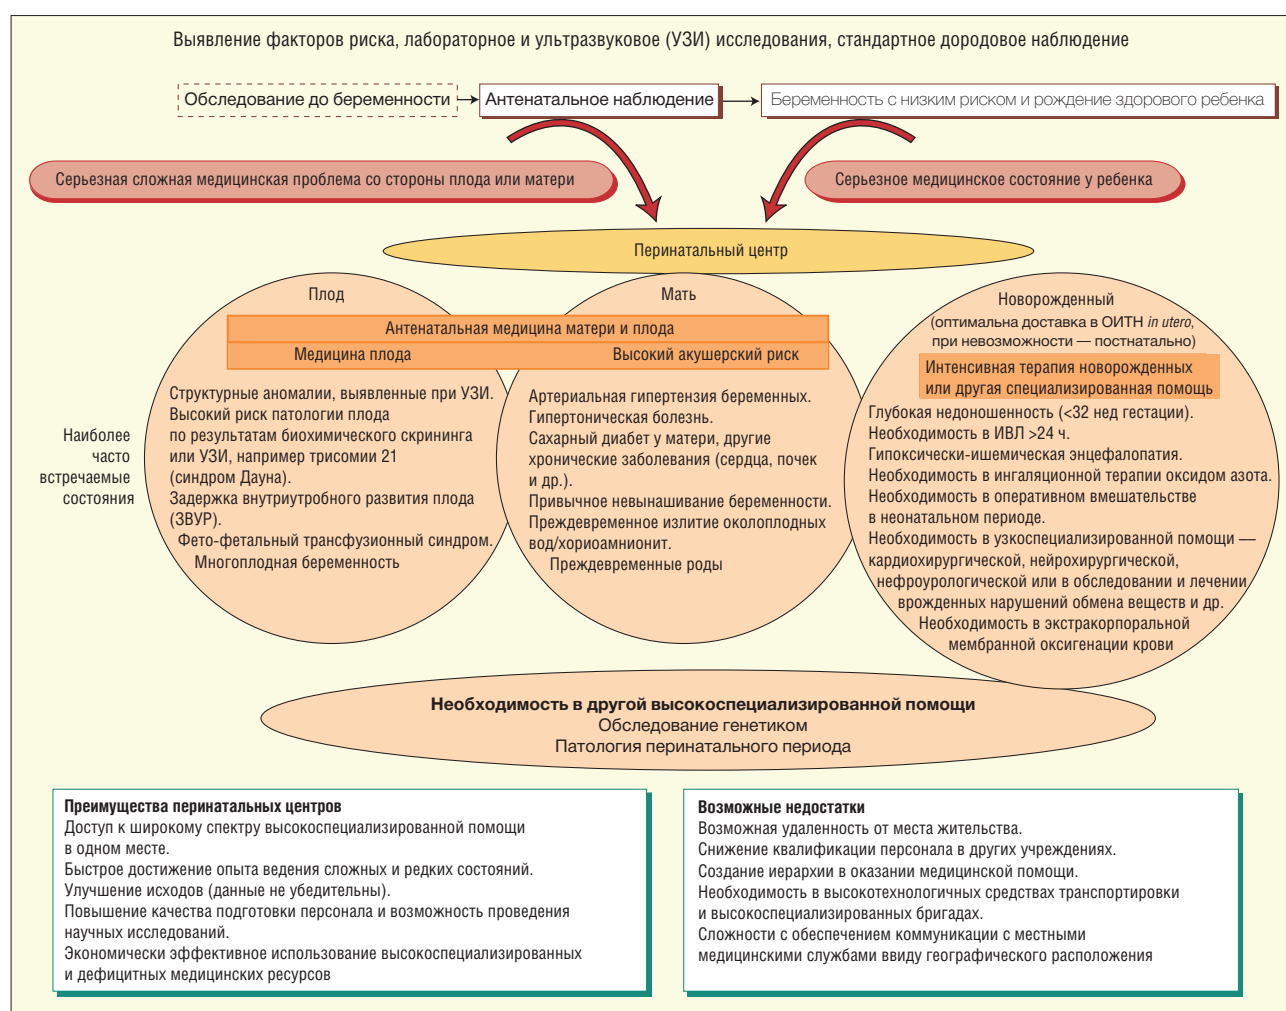 Выявление факторов риска, лабораторное и ультразвуковое (УЗИ) исследования, стандартное дородовое наблюдение
Обследование до беременности
Антенатальное наблюдение
Беременность с низким риском и рождение здорового ребенка
Серьезная сложная медицинская проблема со стороны плода или матери
Серьезное медицинское состояние у ребенка
Перинатальный центр
Плод
Мать
Антенатальная медицина матери и плода
Медицина плода
Высокий акушерский риск
Наиболее
часто
встречаемые
состояния
Структурные аномалии, выявленные при УЗИ.
Высокий риск патологии плода
по результатам биохимического скрининга
или УЗИ, например трисомии 21
(синдром Дауна).
Задержка внутриутробного развития плода
(ЗВУР).
Фето-фетальный трансфузионный синдром.
Многоплодная беременность
Артериальная гипертензия беременных.
Гипертоническая болезнь.
Сахарный диабет у матери, другие
хронические заболевания (сердца, почек
и др.).
Привычное невынашивание беременности.
Преждевременное излитие околоплодных
вод/хориоамнионит.
Преждевременные роды
Новорожденный
(оптимальна доставка в ОИТН in utero,
при невозможности — постнатально)
Интенсивная терапия новорожденных
или другая специализированная помощь
Глубокая недоношенность (<32 нед гестации).
Необходимость в ИВЛ >24 ч.
Гипоксически-ишемическая энцефалопатия.
Необходимость в ингаляционной терапии оксидом азота.
Необходимость в оперативном вмешательстве
в неонатальном периоде.
Необходимость в узкоспециализированной помощи —
кардиохирургической, нейрохирургической,
нефроурологической или в обследовании и лечении
врожденных нарушений обмена веществ и др.
Необходимость в экстракорпоральной
мембранной оксигенации крови
Необходимость в другой высокоспециализированной помощи
Обследование генетиком
Патология перинатального периода
Преимущества перинатальных центров
Доступ к широкому спектру высокоспециализированной помощи
в одном месте.
Быстрое достижение опыта ведения сложных и редких состояний.
Улучшение исходов (данные не убедительны).
Повышение качества подготовки персонала и возможность проведения
научных исследований.
Экономически эффективное использование высокоспециализированных
и дефицитных медицинских ресурсов
Возможные недостатки
Возможная удаленность от места жительства.
Снижение квалификации персонала в других учреждениях.
Создание иерархии в оказании медицинской помощи.
Необходимость в высокотехнологичных средствах транспортировки
и высокоспециализированных бригадах.
Сложности с обеспечением коммуникации с местными
медицинскими службами ввиду географического расположения